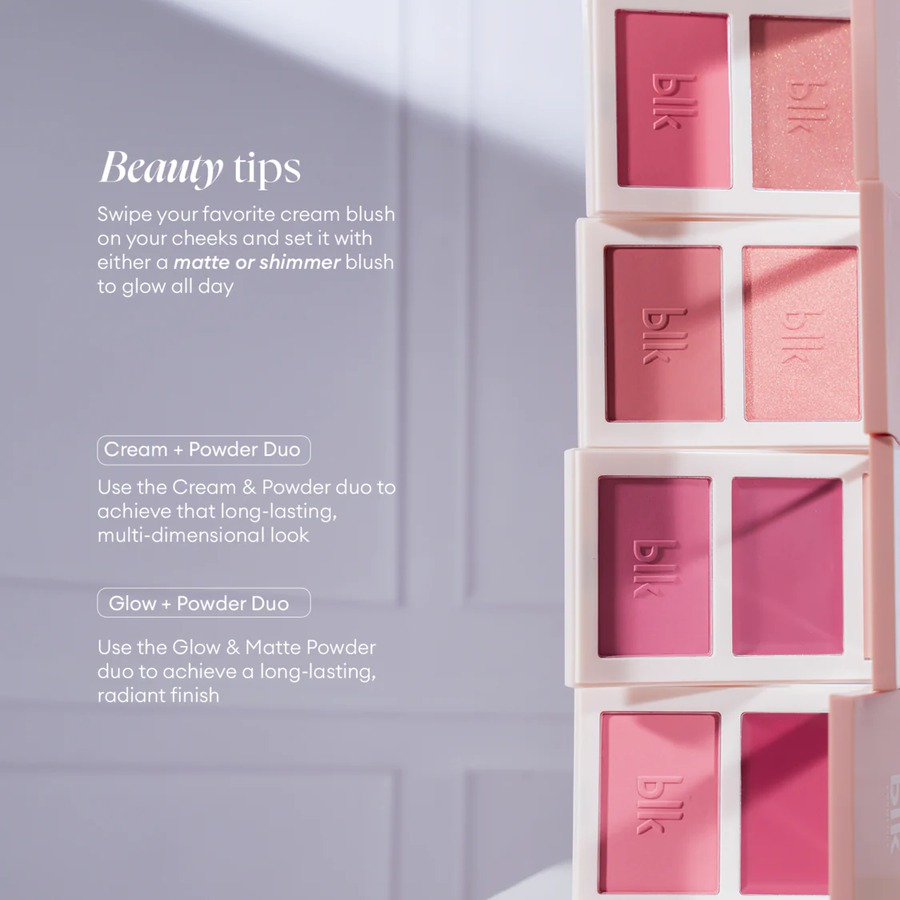 Beauty tips
Swipe your favorite cream blush
on your cheeks and set it with
either a matte or shimmer blush
to glow all day
Cream + Powder Duo
Use the Cream & Powder duo to
achieve that long-lasting,
multi-dimensional look
Glow + Powder Duo
Use the Glow & Matte Powder
duo to achieve a long-lasting,
radiant finish
blk
blk
blk
blk
blk
blk
blk